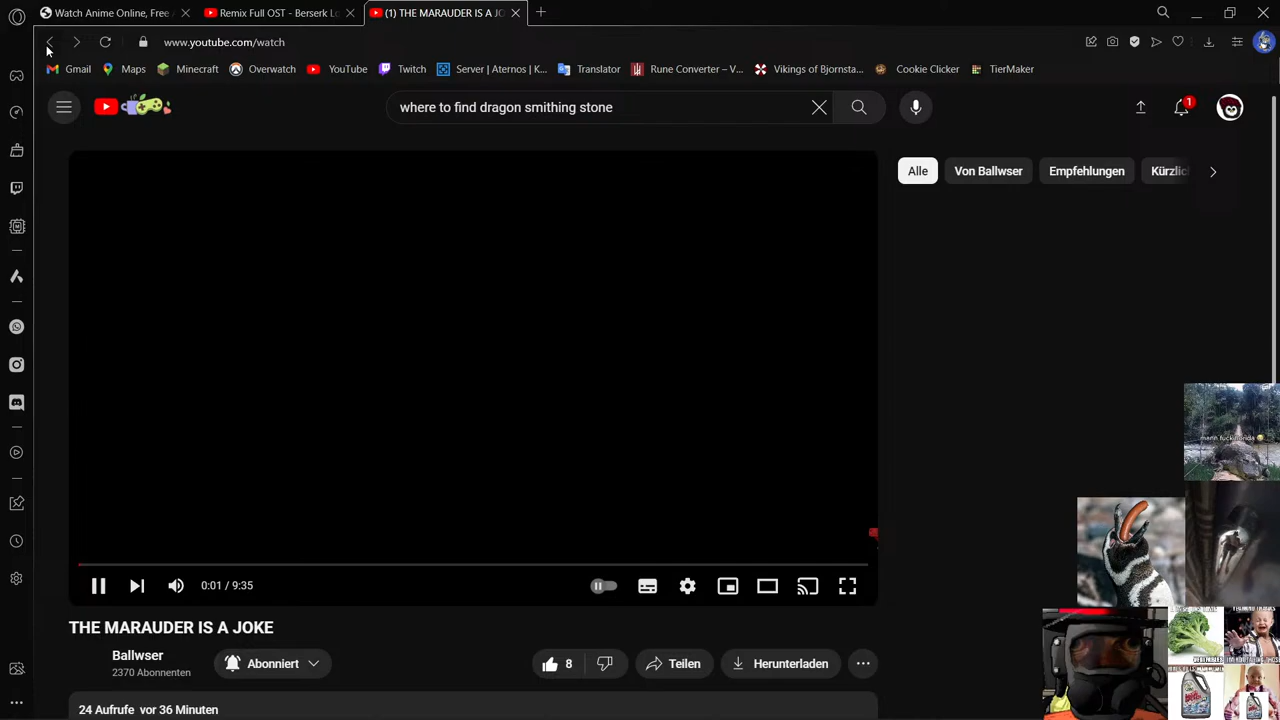 Watch Anime Online, Free
Remix Full OST - Berserk Lo
(1) THE MARAUDER IS A JO
www.youtube.com/watch
Gmail
Maps
Minecraft
Overwatch
YouTube
Twitch
Server | Aternos | K...
Translator
Rune Converter – V...
Vikings of Bjornsta...
Cookie Clicker
TierMaker
where to find dragon smithing stone
1
Alle
Von Ballwser
Empfehlungen
Kürzlic
0:01 / 9:35
THE MARAUDER IS A JOKE
Ballwser
2370 Abonnenten
Abonniert
8
Teilen
Herunterladen
24 Aufrufe vor 36 Minuten